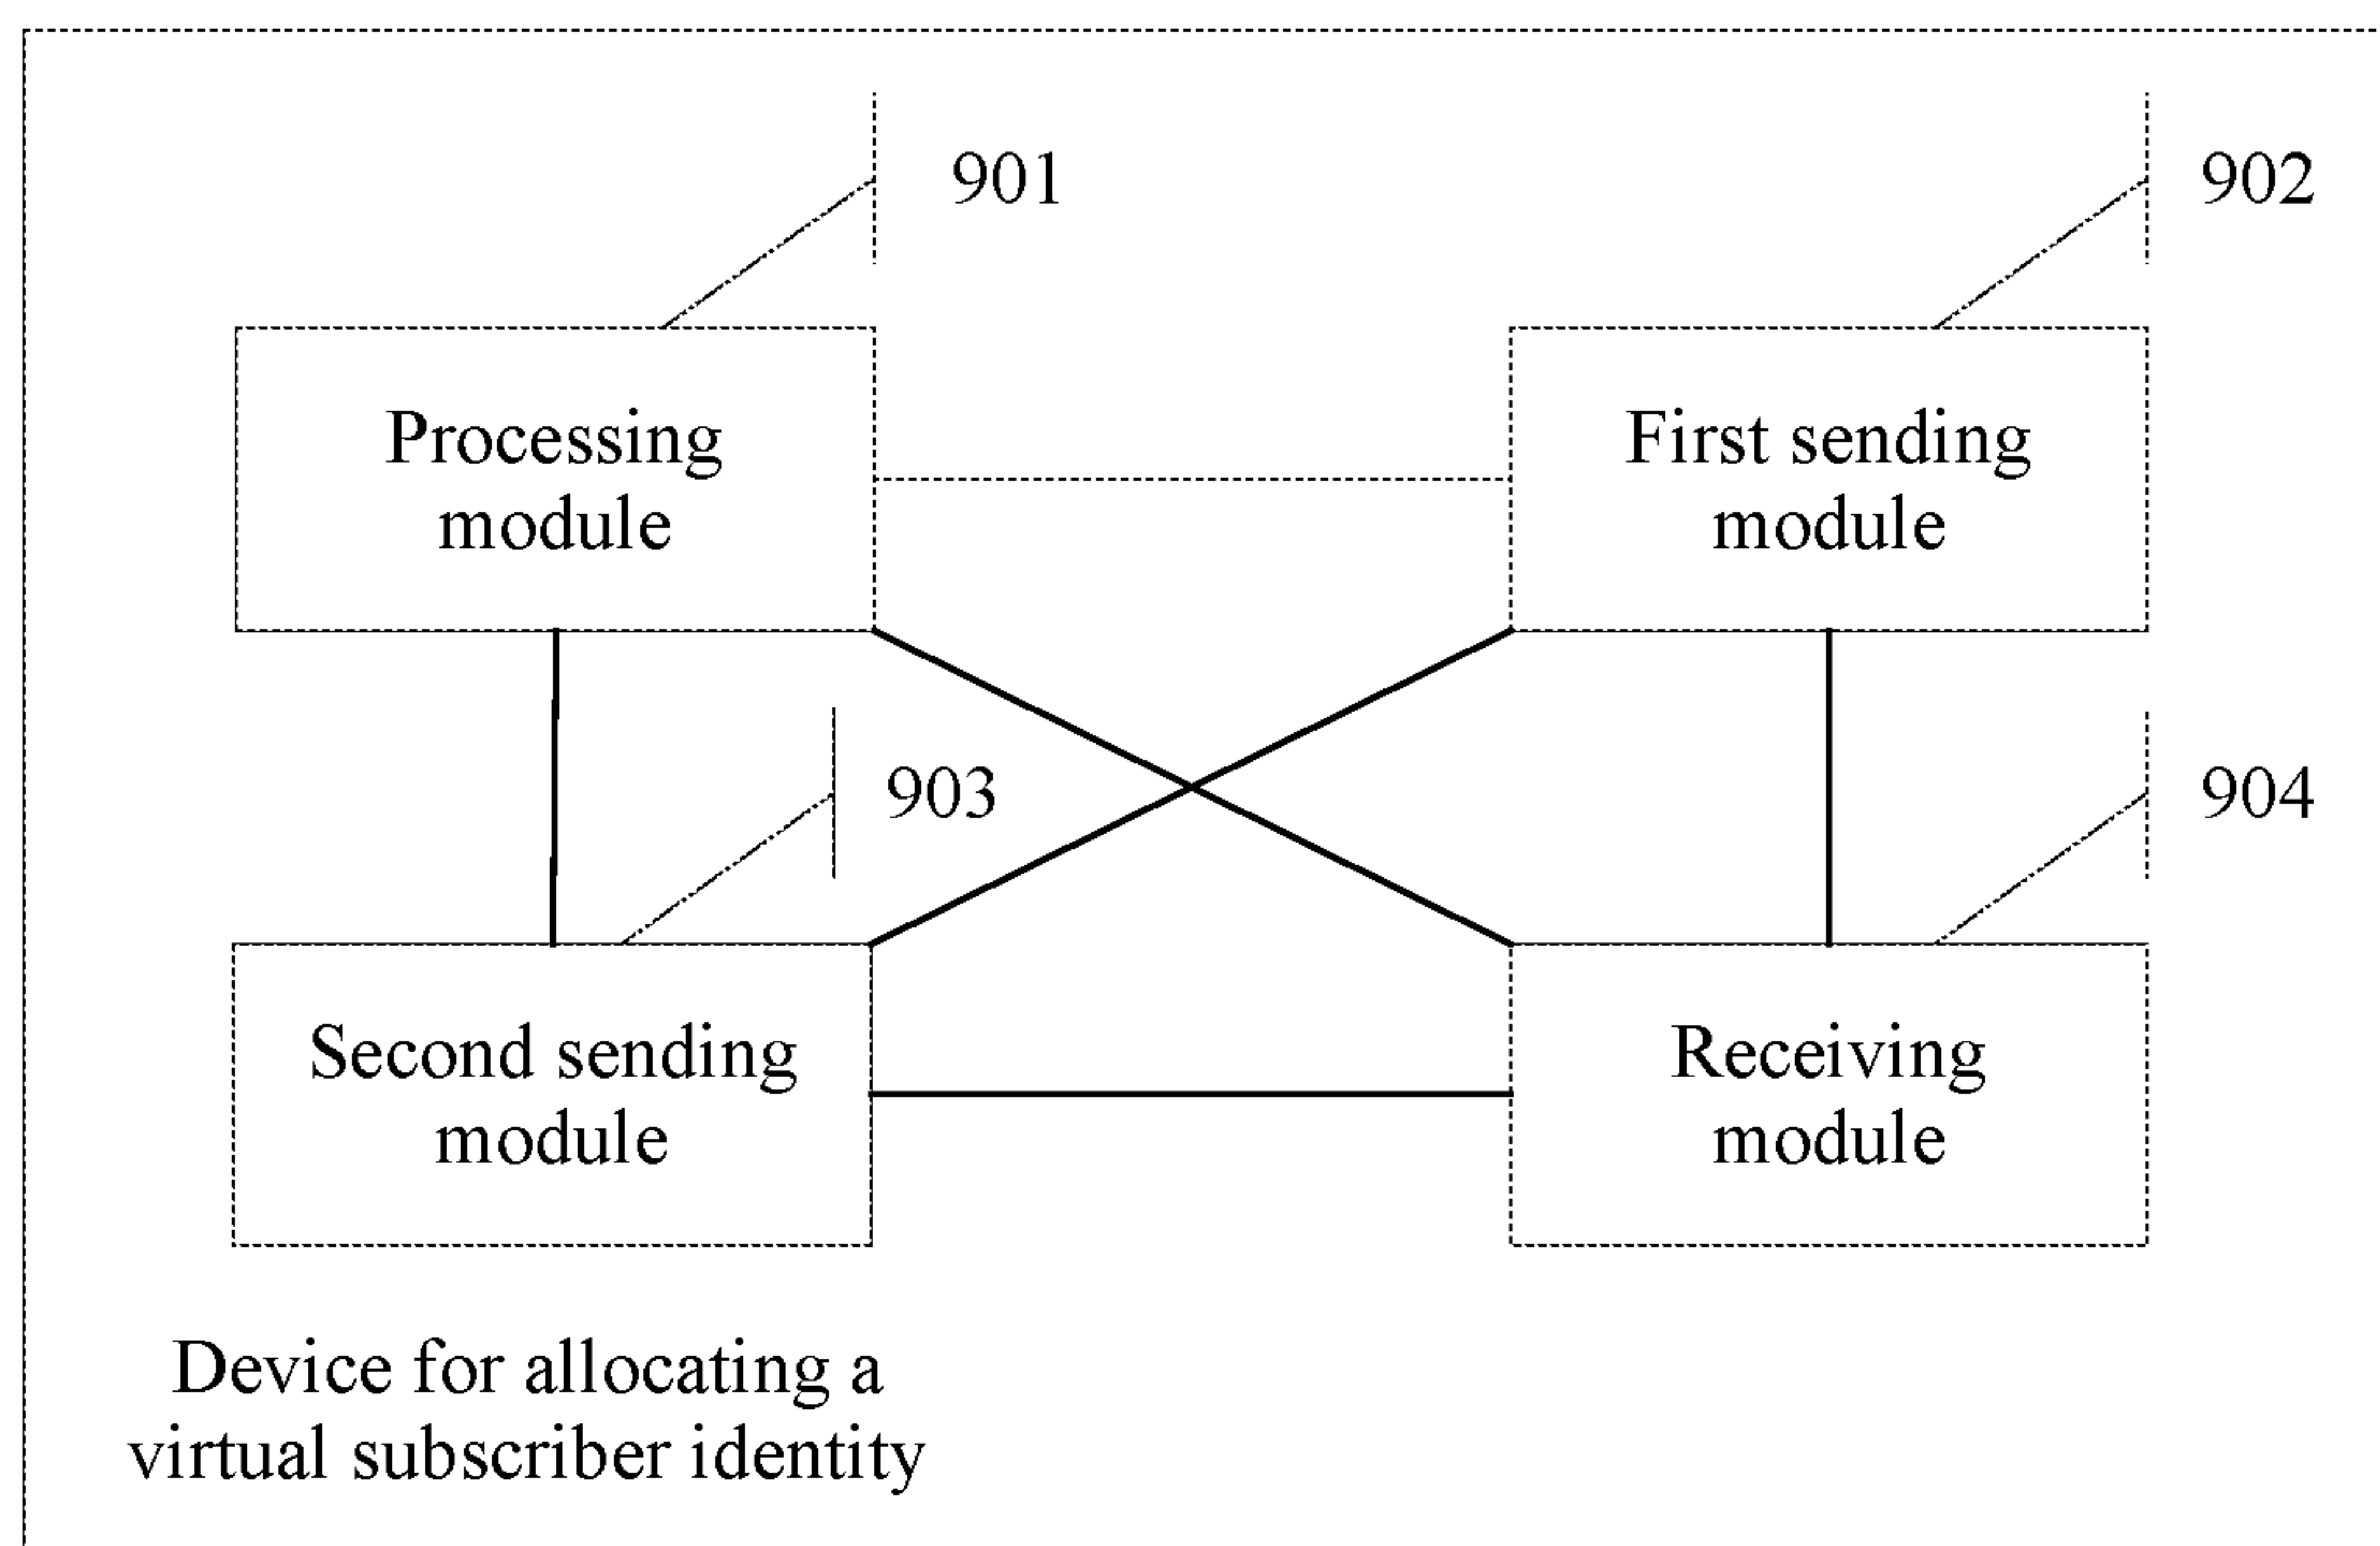 901
902
Processing
module
First sending
module
903
904
Second sending
module
Receiving
module
Device for allocating a
virtual subscriber identity